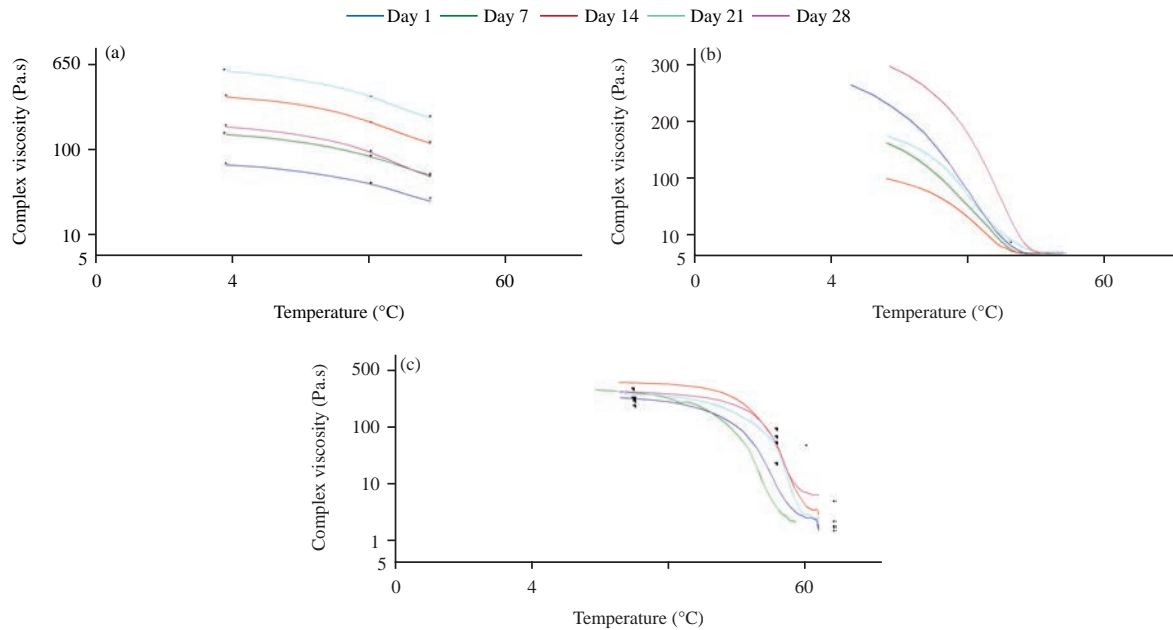 Day 1 Day 7 Day 14 Day 21 Day 28
(a)
Complex viscosity (Pa.s)
650
100
10
5
0 4 60
Temperature (°C)
(b)
Complex viscosity (Pa.s)
300
200
100
10
5
0 4 60
Temperature (°C)
(c)
Complex viscosity (Pa.s)
500
100
10
1
5
0 4 60
Temperature (°C)